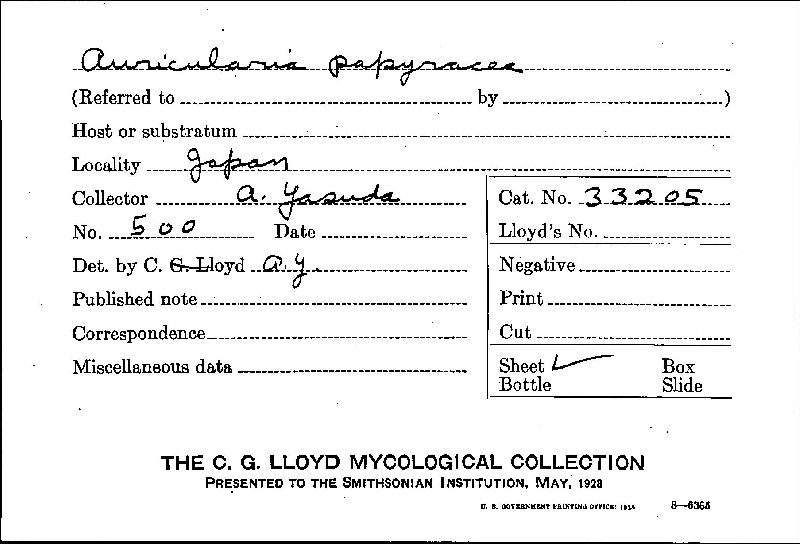 Auricularia papyracea
(Referred to by )
Host or substratum
Locality Japan
Collector A. Yasuda
No. 500 Date
Det. by C. G. Lloyd A. Y.
Published note
Correspondence
Miscellaneous data
Cat. No. 33205
Lloyd's No.
Negative
Print
Cut
Sheet ✓ Box
Bottle Slide
THE C. G. LLOYD MYCOLOGICAL COLLECTION
PRESENTED TO THE SMITHSONIAN INSTITUTION, MAY, 1928
U. S. GOVERNMENT PRINTING OFFICE: 8—6365